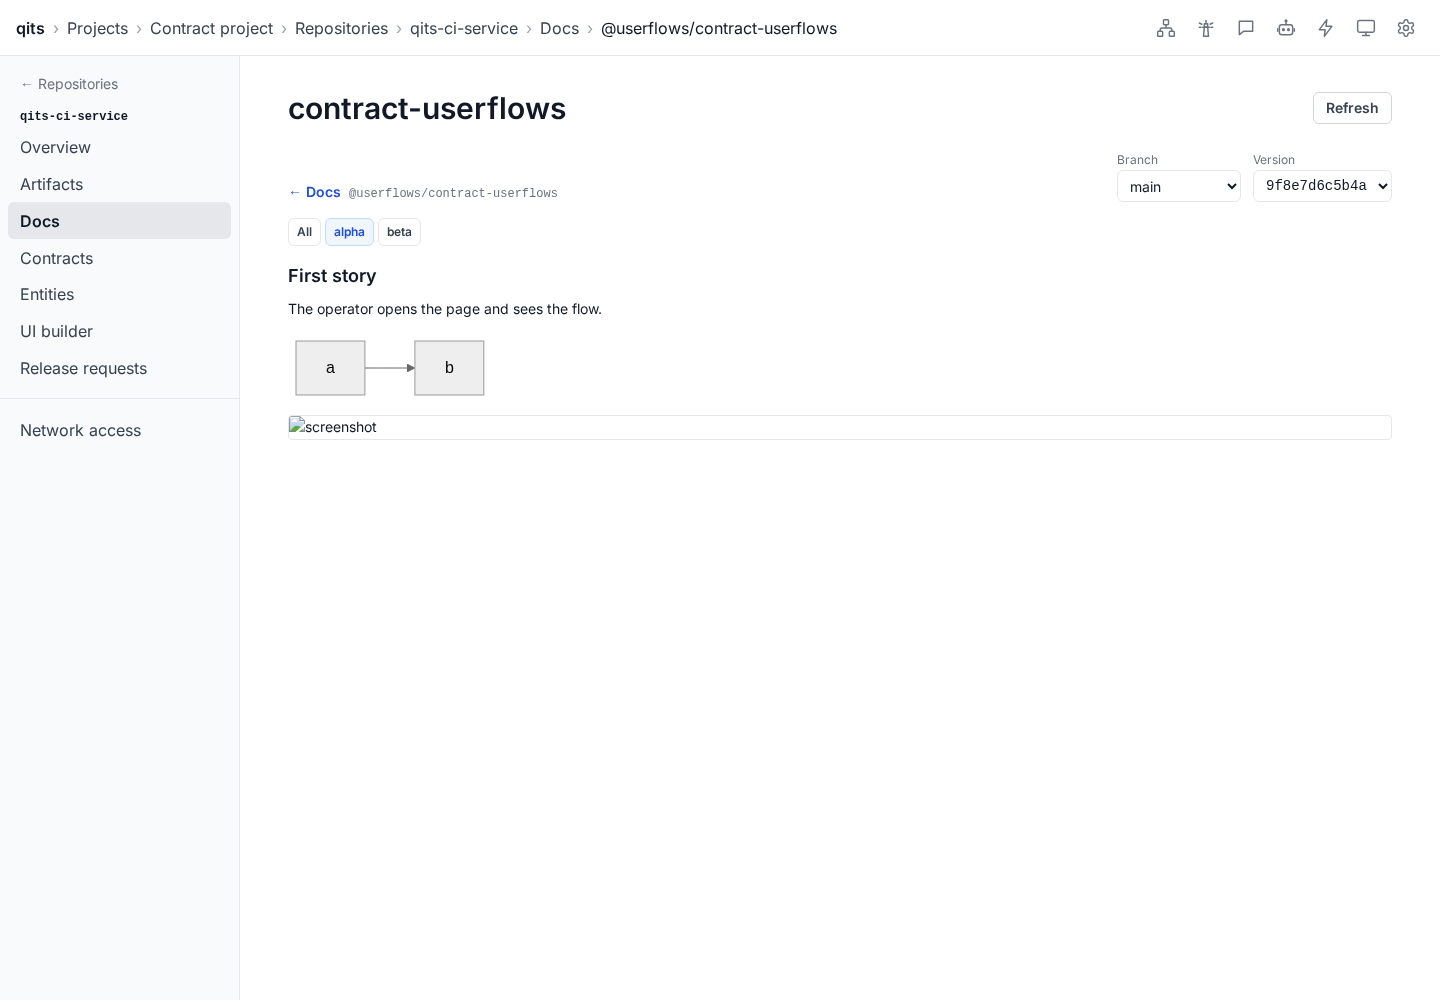 qits › Projects › Contract project › Repositories › qits-ci-service › Docs › @userflows/contract-userflows
← Repositories
qits-ci-service
Overview
Artifacts
Docs
Contracts
Entities
UI builder
Release requests
Network access
contract-userflows
Refresh
Branch
Version
← Docs @userflows/contract-userflows
main
9f8e7d6c5b4a
All
alpha
beta
First story
The operator opens the page and sees the flow.
a
b
screenshot